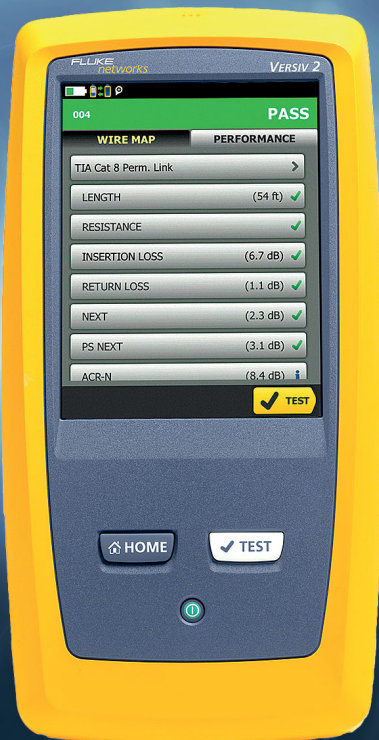 FLUKE
networks
VERSIV 2
004
PASS
WIRE MAP
PERFORMANCE
TIA Cat 8 Perm. Link
LENGTH (54 ft)
RESISTANCE
INSERTION LOSS (6.7 dB)
RETURN LOSS (1.1 dB)
NEXT (2.3 dB)
PS NEXT (3.1 dB)
ACR-N (8.4 dB) i
TEST
HOME
TEST